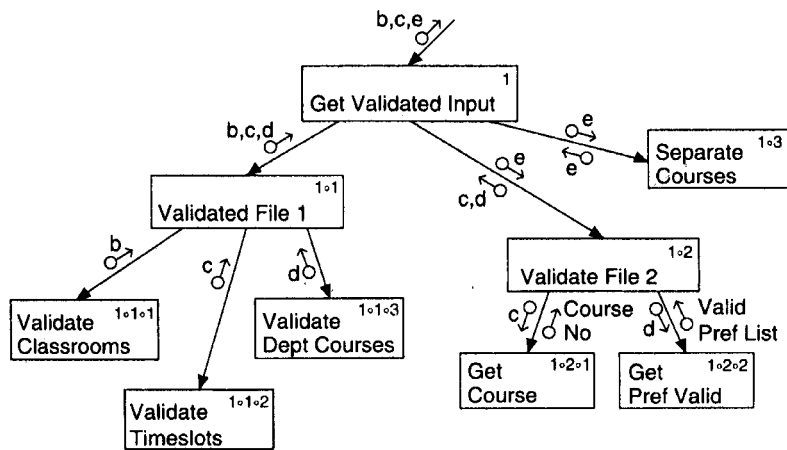 b,c,e
1
Get Validated Input
b,c,d
e
e
1∘3
Separate
Courses
e
c,d
1∘1
Validated File 1
1∘2
Validate File 2
b
c
d
1∘1∘1
Validate
Classrooms
1∘1∘3
Validate
Dept Courses
1∘1∘2
Validate
Timeslots
c
Course
No
d
Valid
Pref List
1∘2∘1
Get
Course
1∘2∘2
Get
Pref Valid